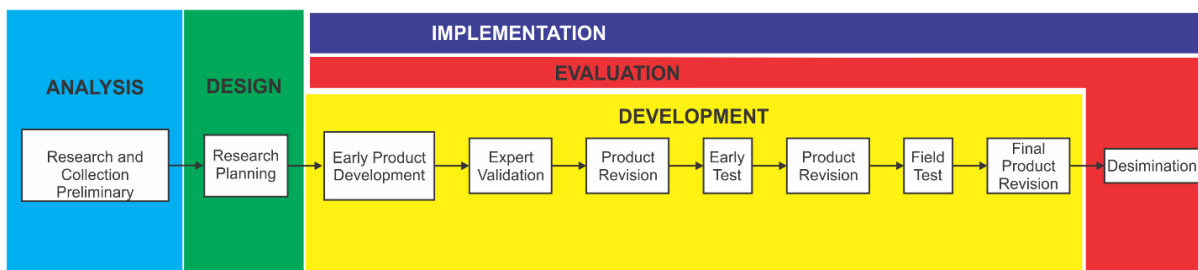 IMPLEMENTATION
EVALUATION
ANALYSIS
DESIGN
DEVELOPMENT
Research and
Collection
Preliminary
Research
Planning
Early Product
Development
Expert
Validation
Product
Revision
Early
Test
Product
Revision
Field
Test
Final
Product
Revision
Desimination